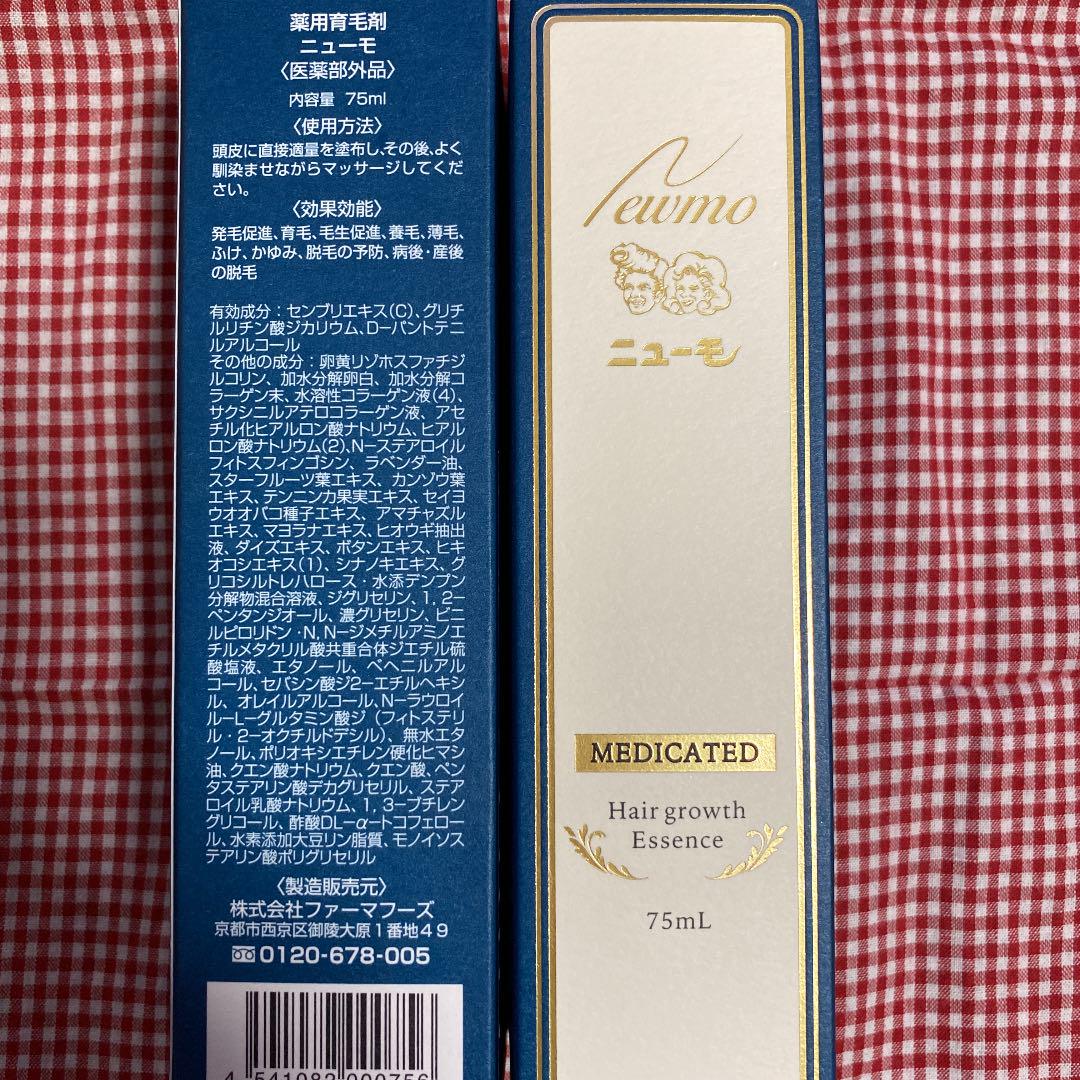 薬用育毛剤
ニューモ
〈医薬部外品〉
内容量 75ml
〈使用方法〉
頭皮に直接適量を塗布し、その後、よく
馴染ませながらマッサージしてくだ
さい。
〈効果効能〉
発毛促進、育毛、毛生促進、養毛、薄毛、
ふけ、かゆみ、脱毛の予防、病後・産後
の脱毛
有効成分：センブリエキス(C)、グリチ
ルリチン酸ジカリウム、D-パントテニ
ルアルコール
その他の成分：卵黄リゾホスファチジ
ルコリン、加水分解卵白、加水分解コ
ラーゲン末、水溶性コラーゲン液(4)、
サクシニルアテロコラーゲン液、アセ
チル化ヒアルロン酸ナトリウム、ヒアル
ロン酸ナトリウム(2)、N-ステアロイル
フィトスフィンゴシン、ラベンダー油、
スターフルーツ葉エキス、カンゾウ葉
エキス、テンニンカ果実エキス、セイヨ
ウオオバコ種子エキス、アマチャヅル
エキス、マヨラナエキス、ヒオウギ抽出
液、ダイズエキス、ボタンエキス、ヒキ
オコシエキス(1)、シナノキエキス、グ
リコシルトレハロース・水添デンプン
分解物混合溶液、ジグリセリン、1,2-
ペンタンジオール、濃グリセリン、ビニ
ルピロリドン・N,N-ジメチルアミノエ
チルメタクリル酸共重合体ジエチル硫
酸塩液、エタノール、ベヘニルアル
コール、セバシン酸ジ2-エチルヘキシ
ル、オレイルアルコール、N-ラウロイ
ル-L-グルタミン酸ジ（フィトステリ
ル・2-オクチルドデシル）、無水エタ
ノール、ポリオキシエチレン硬化ヒマシ
油、クエン酸ナトリウム、クエン酸、ペン
タステアリン酸デカグリセリル、ステア
ロイル乳酸ナトリウム、1,3-ブチレン
グリコール、酢酸DL-α-トコフェロー
ル、水素添加大豆リン脂質、モノイソス
テアリン酸ポリグリセリル
〈製造販売元〉
株式会社ファーマフーズ
京都市西京区御陵大原1番地49
0120-678-005
4 541082 000756
Newmo
ニューモ
MEDICATED
Hair growth
Essence
75mL